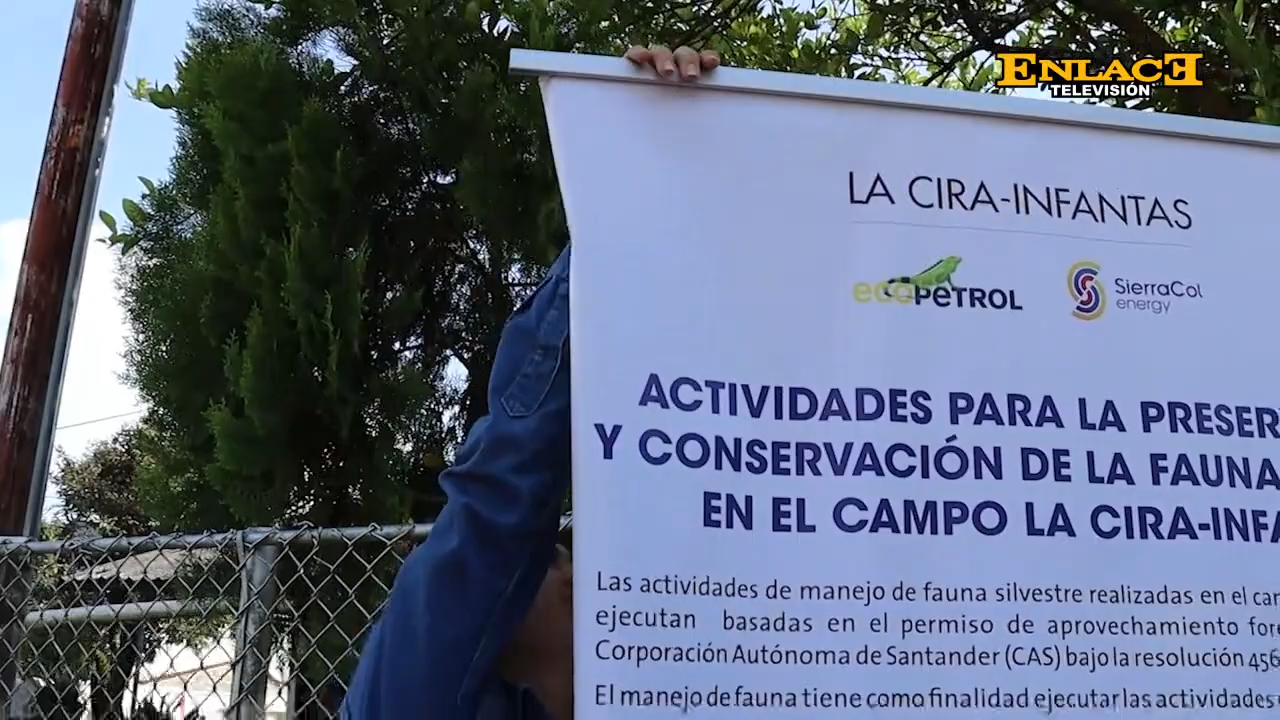 ENLACE
TELEVISIÓN
LA CIRA-INFANTAS
ecoPETROL
SierraCol
energy
ACTIVIDADES PARA LA PRESER
Y CONSERVACIÓN DE LA FAUNA
EN EL CAMPO LA CIRA-INFA
Las actividades de manejo de fauna silvestre realizadas en el
ejecutan basadas en el permiso de aprovechamiento
Corporación Autónoma de Santander (CAS) bajo la resolución 456
El manejo de fauna tiene como finalidad ejecutar las actividades